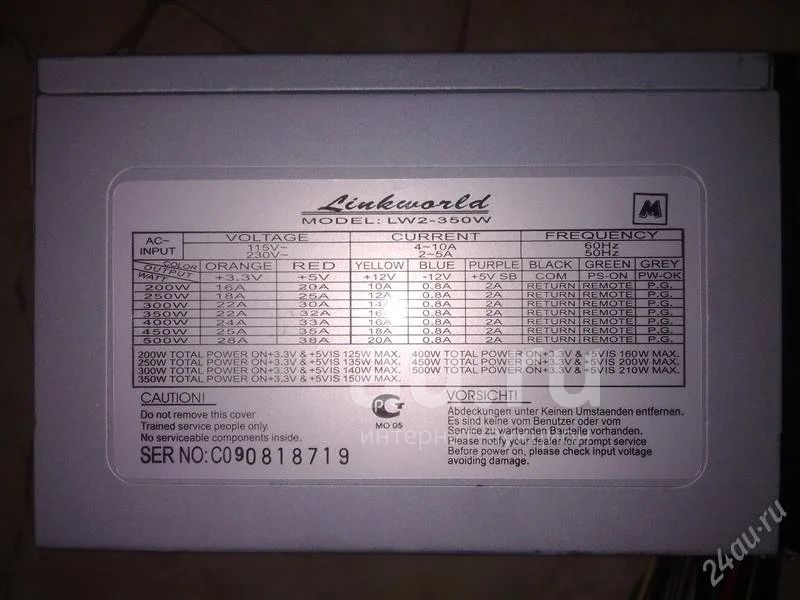 Linkworld
MODEL: LW2-350W
M
AC~ INPUT VOLTAGE CURRENT FREQUENCY
115V~ 4~10A 60Hz
230V~ 2~5A 50Hz
COLOR OUTPUT WATT ORANGE RED YELLOW BLUE PURPLE BLACK GREEN GREY
+3.3V +5V +12V -12V +5V SB COM PS-ON PW-OK
200W 16A 20A 10A 0.8A 2A RETURN REMOTE P.G.
250W 18A 25A 12A 0.8A 2A RETURN REMOTE P.G.
300W 22A 30A 0.8A 2A RETURN REMOTE P.G.
350W 22A 32A 0.8A 2A RETURN REMOTE P.G.
400W 24A 33A 0.8A 2A RETURN REMOTE P.G.
450W 25A 35A 18A 0.8A 2A RETURN REMOTE P.G.
500W 28A 38A 20A 0.8A 2A RETURN REMOTE P.G.
200W TOTAL POWER ON+3.3V & +5VIS 125W MAX. 400W TOTAL POWER ON+3.3V & +5VIS 160W MAX.
250W TOTAL POWER ON+3.3V & +5VIS 135W MAX. 450W TOTAL POWER ON+3.3V & +5VIS 200W MAX.
300W TOTAL POWER ON+3.3V & +5VIS 140W MAX. 500W TOTAL POWER ON+3.3V & +5VIS 210W MAX.
350W TOTAL POWER ON+3.3V & +5VIS 150W MAX.
CAUTION!
Do not remove this cover
Trained service people only.
No serviceable components inside.
SER NO: C090818719
РСТ
MO 05
VORSICHT!
Abdeckungen unter Keinen Umstaenden entfernen.
Es sind keine vom Benutzer oder vom
Service zu wartenden Bauteile vorhanden.
Please notify your dealer for prompt service
Before power on, please check input voltage
avoiding damage.
24au.ru